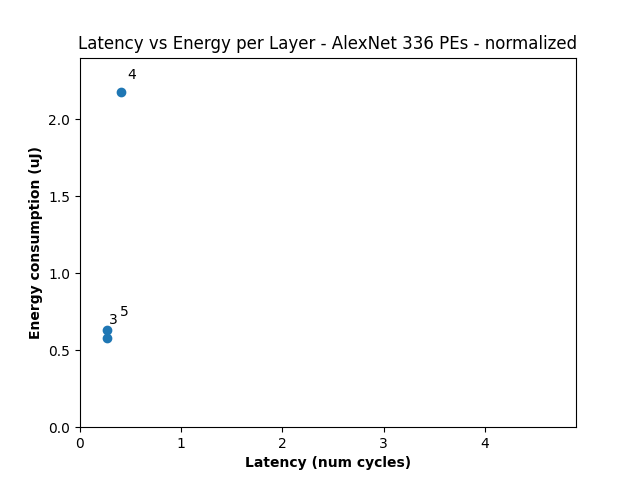 Latency vs Energy per Layer - AlexNet 336 PEs - normalized
4
2.0
1.5
Energy consumption (uJ)
1.0
5
3
0.5
0.0
0 1 2 3 4
Latency (num cycles)